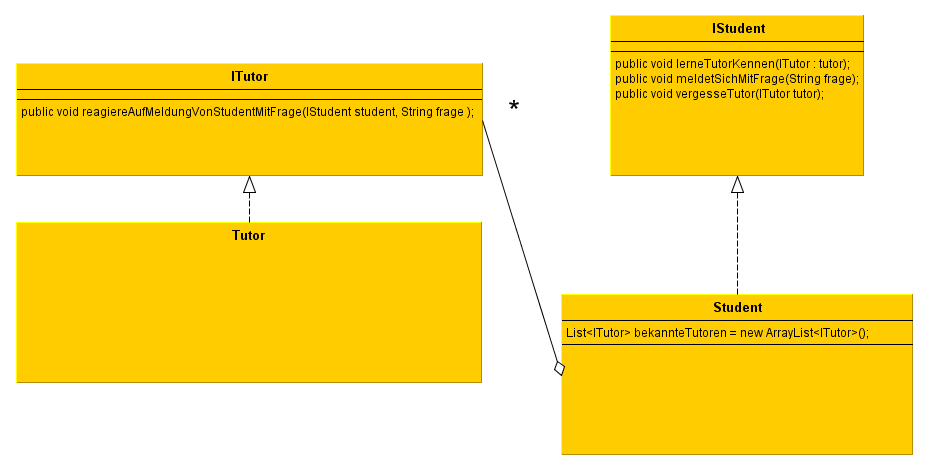 IStudent
public void lerneTutorKennen(ITutor : tutor);
public void meldetSichMitFrage(String frage);
public void vergesseTutor(ITutor tutor);
ITutor
public void reagiereAufMeldungVonStudentMitFrage(IStudent student, String frage );
*
Tutor
Student
List<ITutor> bekannteTutoren = new ArrayList<ITutor>();